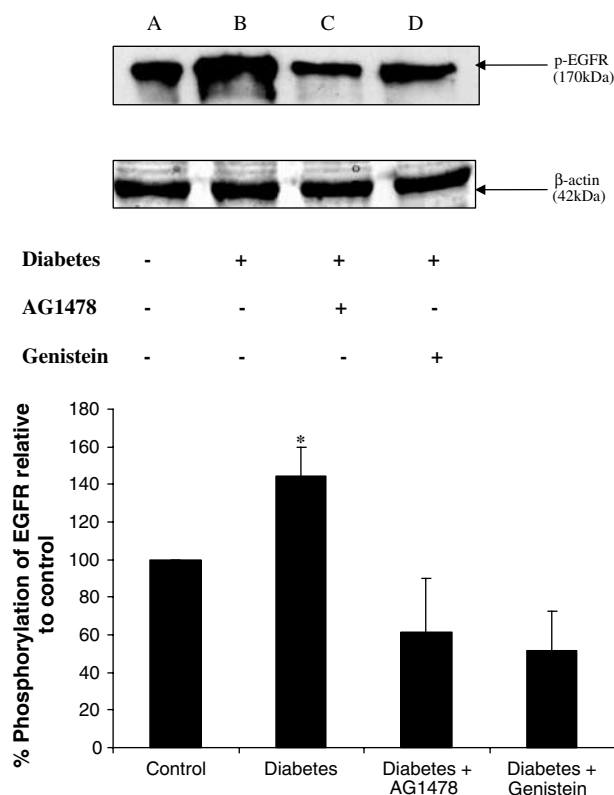 A B C D
p-EGFR
(170kDa)
β-actin
(42kDa)
Diabetes - + + +
AG1478 - - + -
Genistein - - - +
% Phosphorylation of EGFR relative
to control
180
160
140
120
100
80
60
40
20
0
*
Control
Diabetes
Diabetes +
AG1478
Diabetes +
Genistein